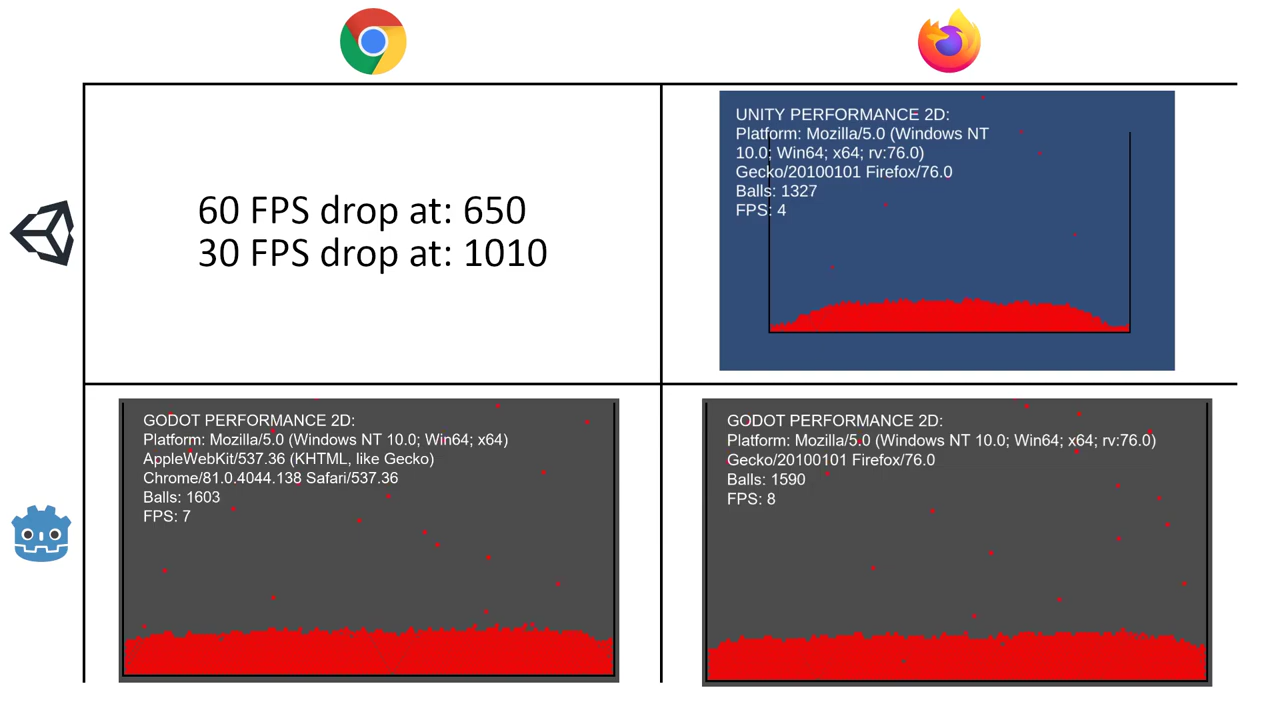 60 FPS drop at: 650
30 FPS drop at: 1010
UNITY PERFORMANCE 2D:
Platform: Mozilla/5.0 (Windows NT
10.0; Win64; x64; rv:76.0)
Gecko/20100101 Firefox/76.0
Balls: 1327
FPS: 4
GODOT PERFORMANCE 2D:
Platform: Mozilla/5.0 (Windows NT 10.0; Win64; x64)
AppleWebKit/537.36 (KHTML, like Gecko)
Chrome/81.0.4044.138 Safari/537.36
Balls: 1603
FPS: 7
GODOT PERFORMANCE 2D:
Platform: Mozilla/5.0 (Windows NT 10.0; Win64; x64; rv:76.0)
Gecko/20100101 Firefox/76.0
Balls: 1590
FPS: 8